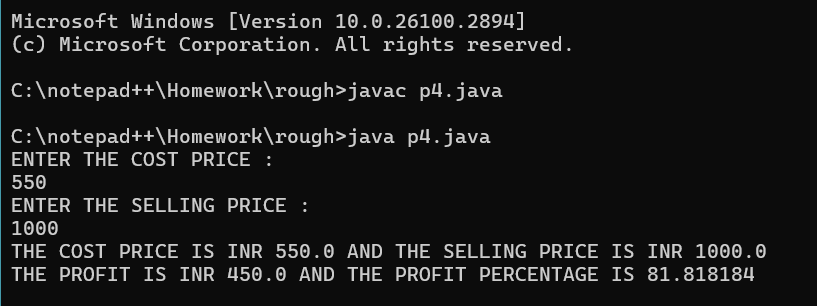 Microsoft Windows [Version 10.0.26100.2894]
(c) Microsoft Corporation. All rights reserved.
C:\notepad++\Homework\rough>javac p4.java
C:\notepad++\Homework\rough>java p4.java
ENTER THE COST PRICE :
550
ENTER THE SELLING PRICE :
1000
THE COST PRICE IS INR 550.0 AND THE SELLING PRICE IS INR 1000.0
THE PROFIT IS INR 450.0 AND THE PROFIT PERCENTAGE IS 81.818184